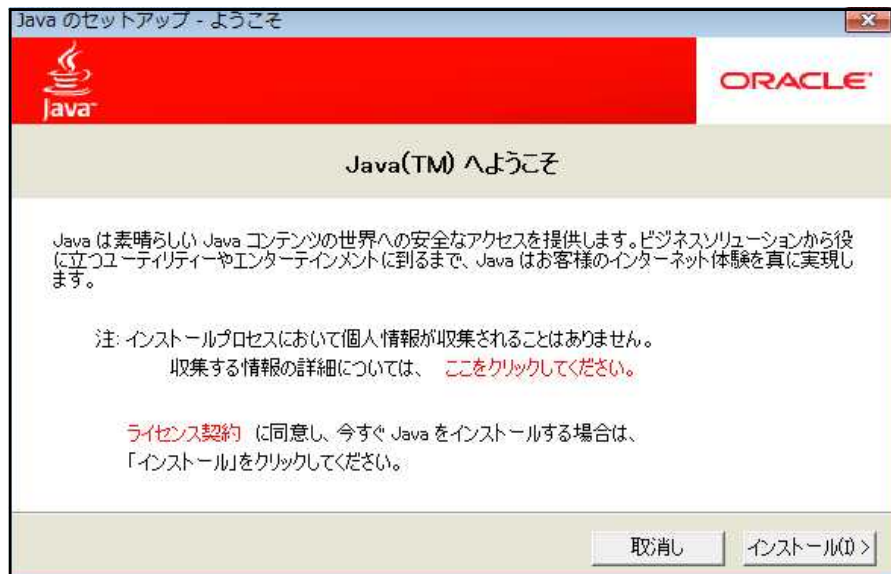 Java のセットアップ - ようこそ
Java™
ORACLE®
Java(TM) へようこそ
Java は素晴らしい Java コンテンツの世界への安全なアクセスを提供します。ビジネスソリューションから役
に立つユーティリティーやエンターテインメントに到るまで、Java はお客様のインターネット体験を真に実現し
ます。
注: インストールプロセスにおいて個人情報が収集されることはありません。
収集する情報の詳細については、 ここをクリックしてください。
ライセンス契約 に同意し、今すぐ Java をインストールする場合は、
「インストール」をクリックしてください。
取消し インストール(I) >